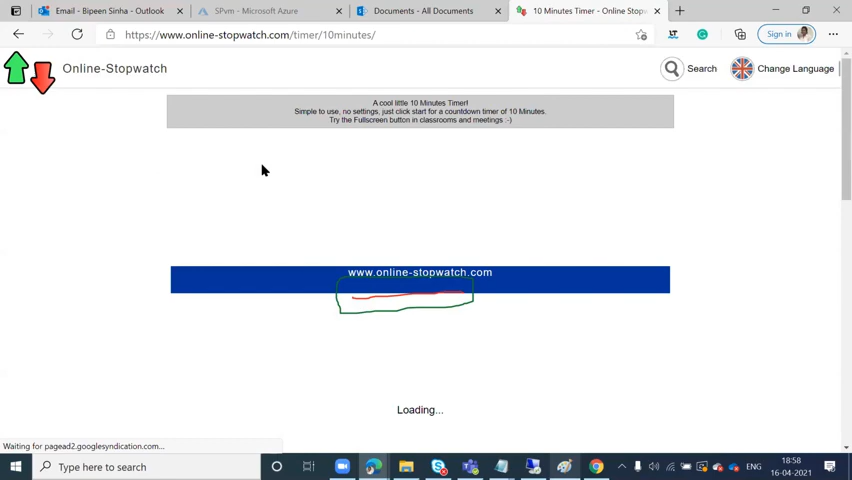 Email - Bipeen Sinha - Outlook
SPvm - Microsoft Azure
Documents - All Documents
10 Minutes Timer - Online Stopw
https://www.online-stopwatch.com/timer/10minutes/
Sign in
Online-Stopwatch
Search
Change Language
A cool little 10 Minutes Timer!
Simple to use, no settings, just click start for a countdown timer of 10 Minutes.
Try the Fullscreen button in classrooms and meetings :-)
www.online-stopwatch.com
Loading...
Waiting for pagead2.googlesyndication.com...
Type here to search
ENG
18:58
16-04-2021